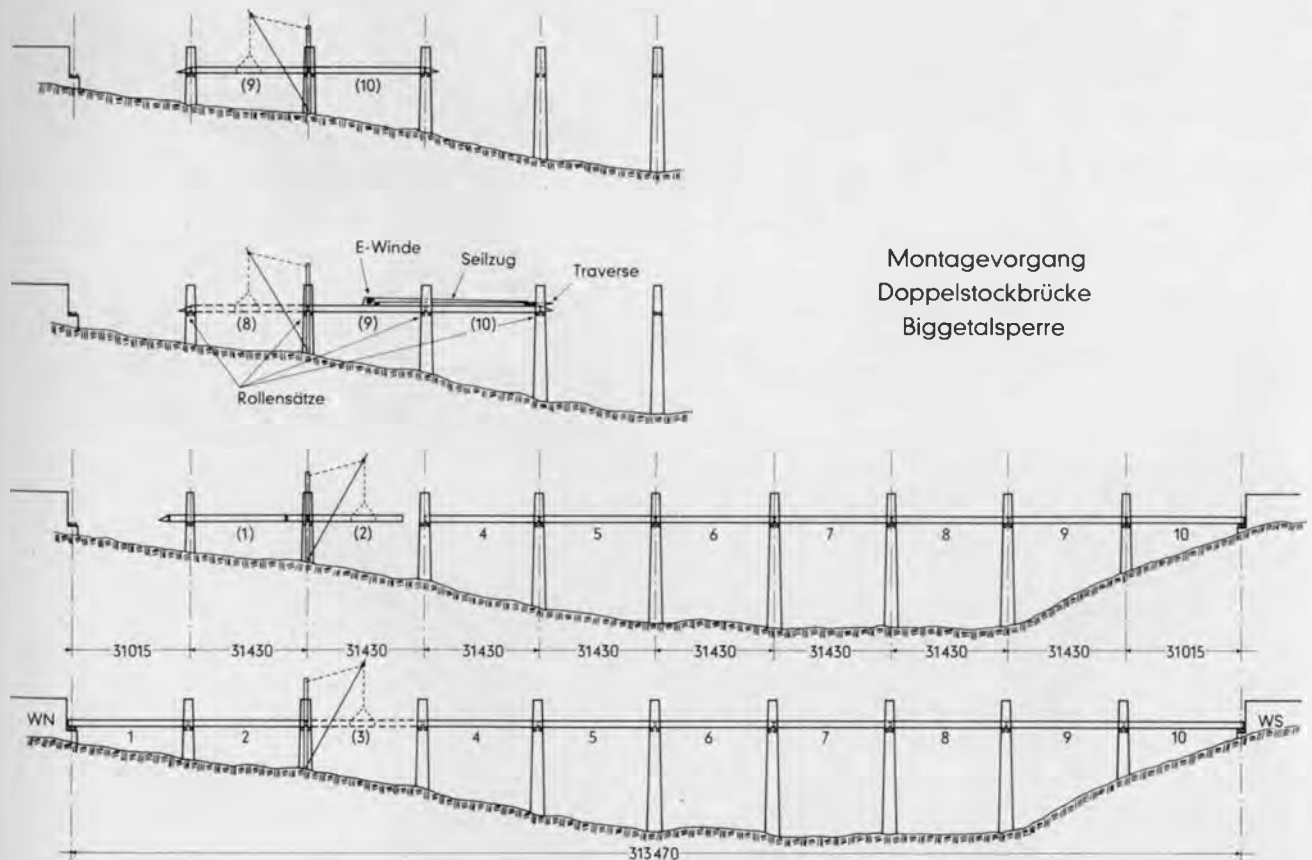 (9) (10)
E-Winde
Seilzug
Traverse
(8) (9) (10)
Rollensätze
Montagevorgang
Doppelstockbrücke
Biggetalsperre
(1) (2) 4 5 6 7 8 9 10
31015 31430 31430 31430 31430 31430 31430 31430 31430 31015
WN WS
1 2 (3) 4 5 6 7 8 9 10
313470